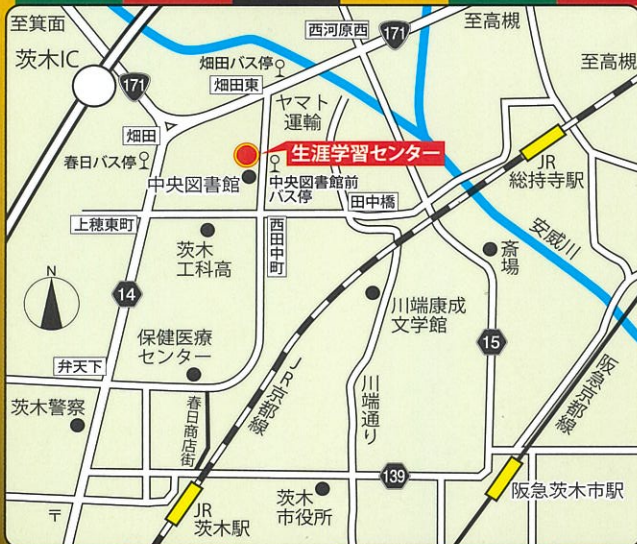 至箕面
茨木IC
171
西河原西
171
至高槻
至高槻
畑田バス停
畑田東
ヤマト
運輸
畑田
春日バス停
生涯学習センター
中央図書館
中央図書館前
バス停
JR
総持寺駅
田中橋
上穂東町
茨木
工科高
西田中町
斎場
安威川
N
14
川端康成
文学館
15
保健医療
センター
弁天下
JR京都線
川端通り
阪急京都線
茨木警察
春日商店街
139
〒
JR
茨木駅
茨木
市役所
阪急茨木市駅